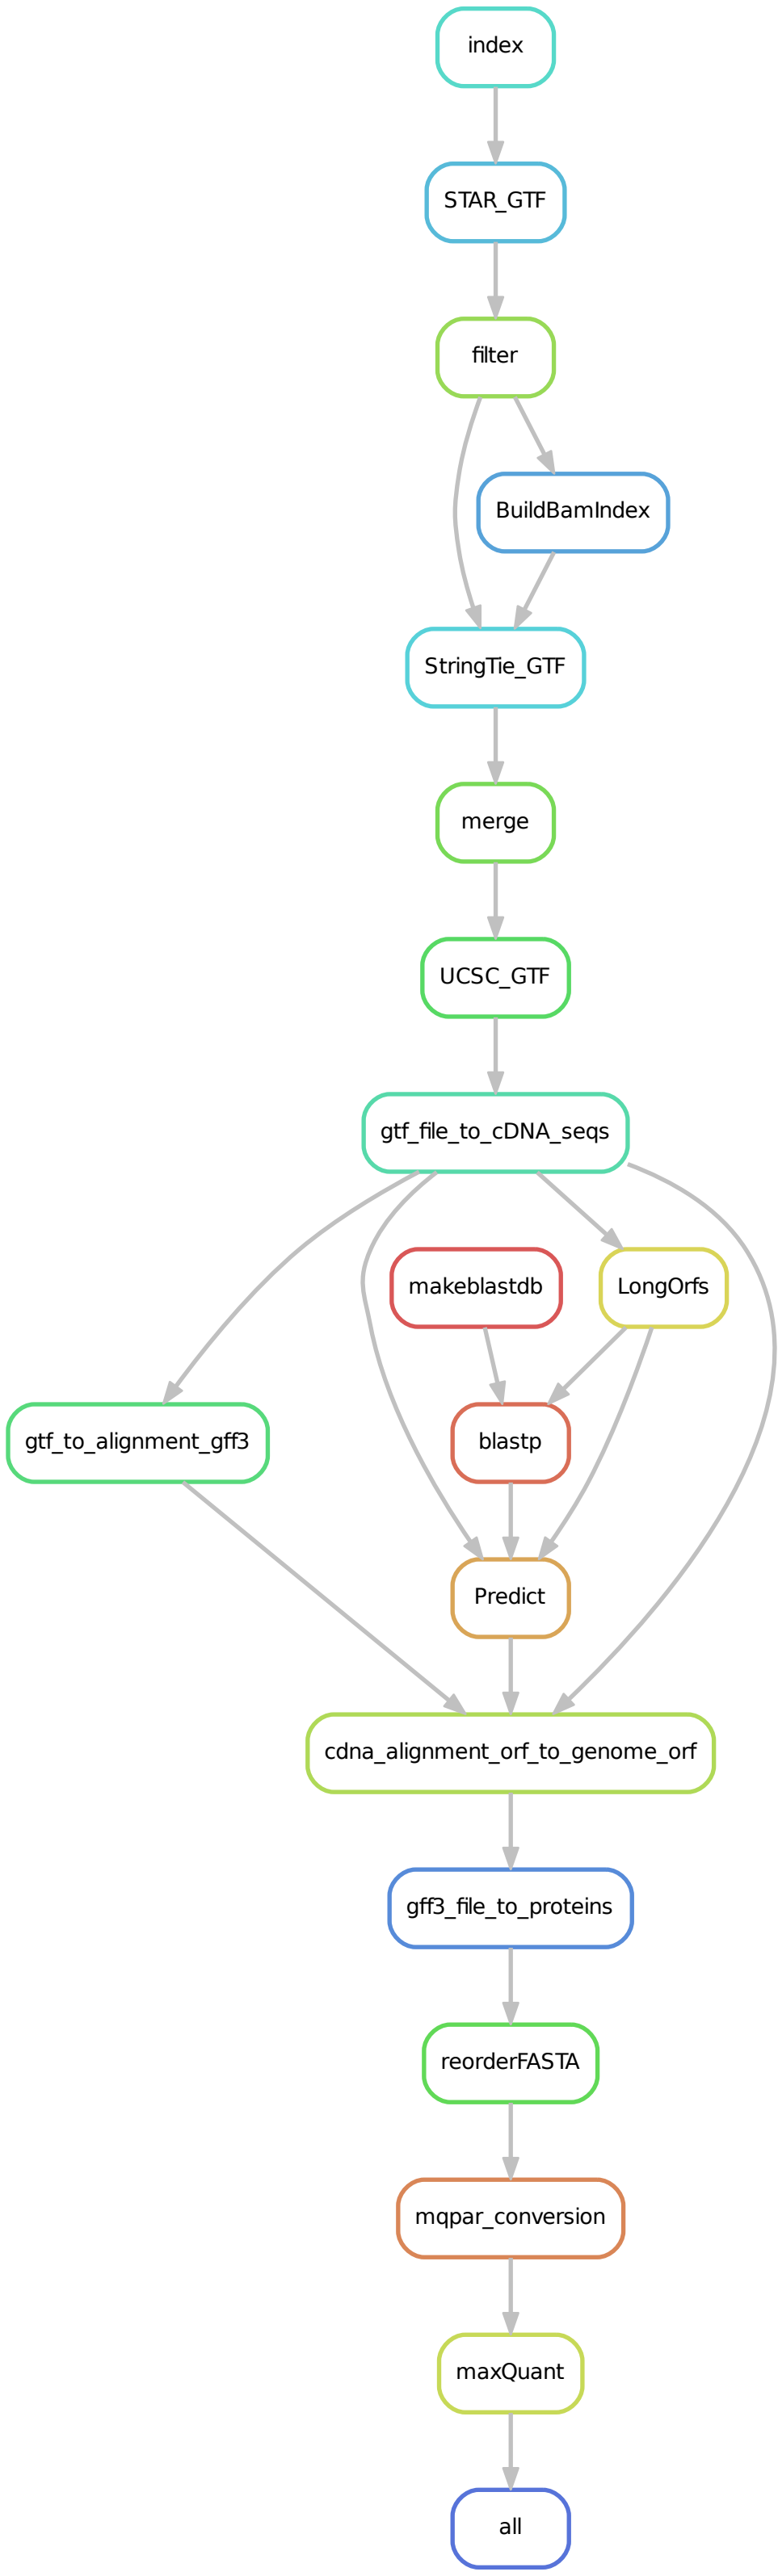 index
STAR_GTF
filter
BuildBamIndex
StringTie_GTF
merge
UCSC_GTF
gtf_file_to_cDNA_seqs
makeblastdb
LongOrfs
gtf_to_alignment_gff3
blastp
Predict
cdna_alignment_orf_to_genome_orf
gff3_file_to_proteins
reorderFASTA
mqpar_conversion
maxQuant
all